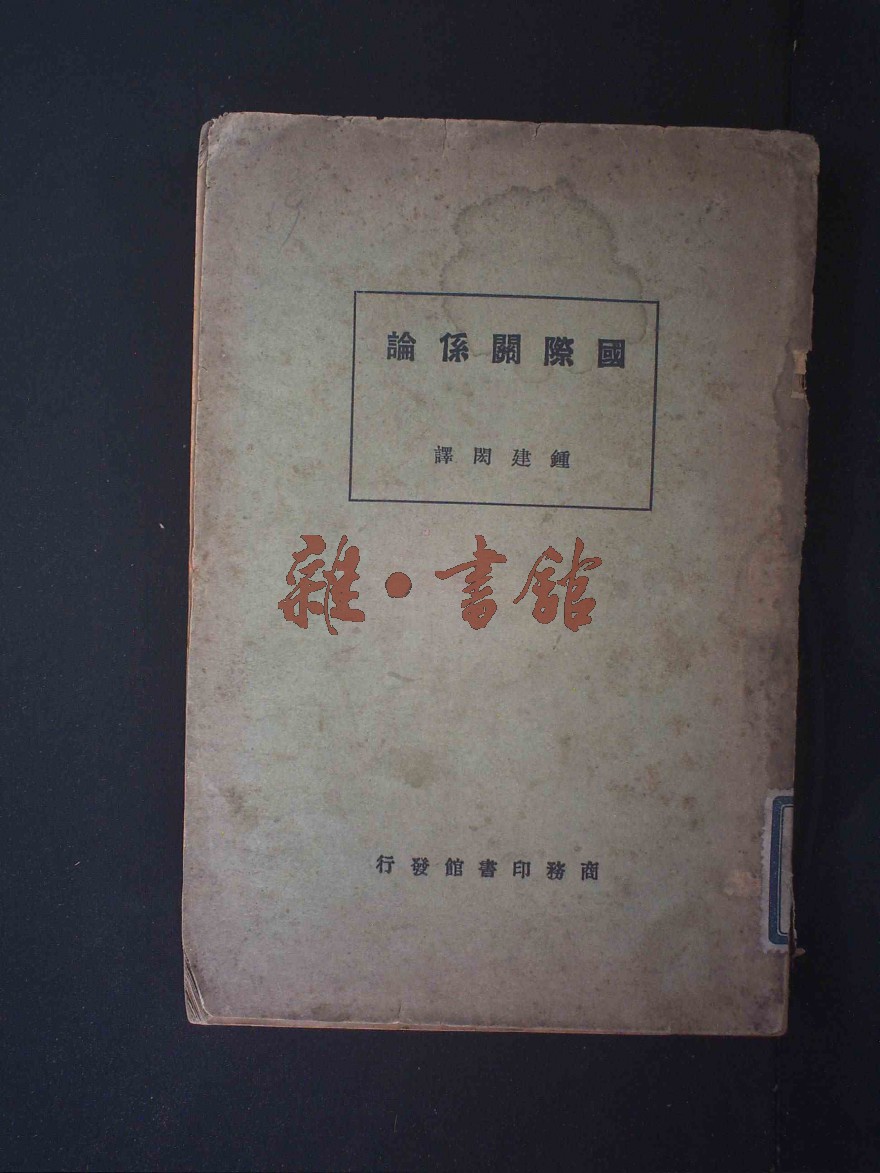 國際關係論
鍾建閎譯
雜·書館
商務印書館發行